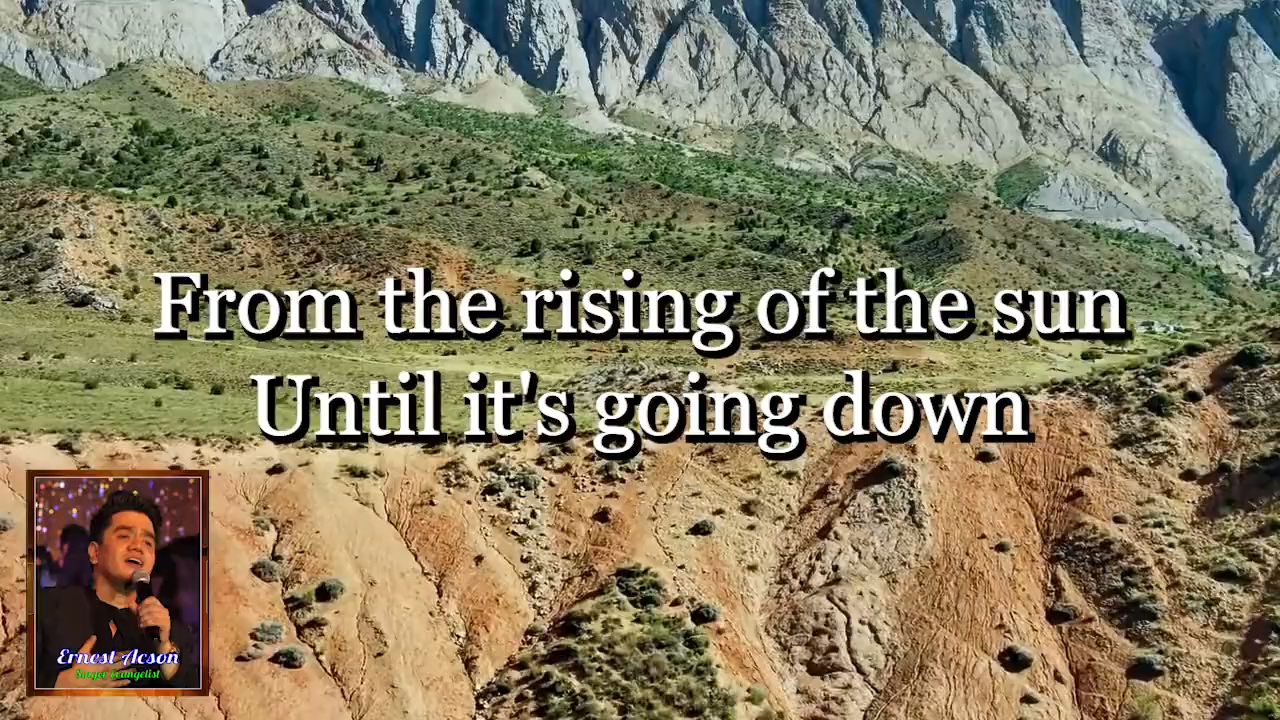 From the rising of the sun
Until it's going down
Ernest Acson
Singer Evangelist